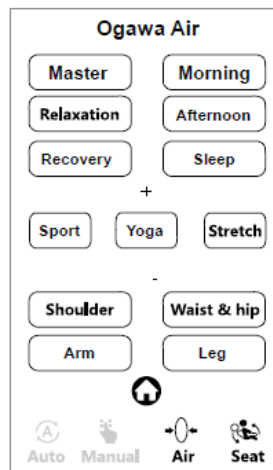 Ogawa Air
Master Morning
Relaxation Afternoon
Recovery Sleep
+
Sport Yoga Stretch
-
Shoulder Waist & hip
Arm Leg
A
Auto Manual Air Seat